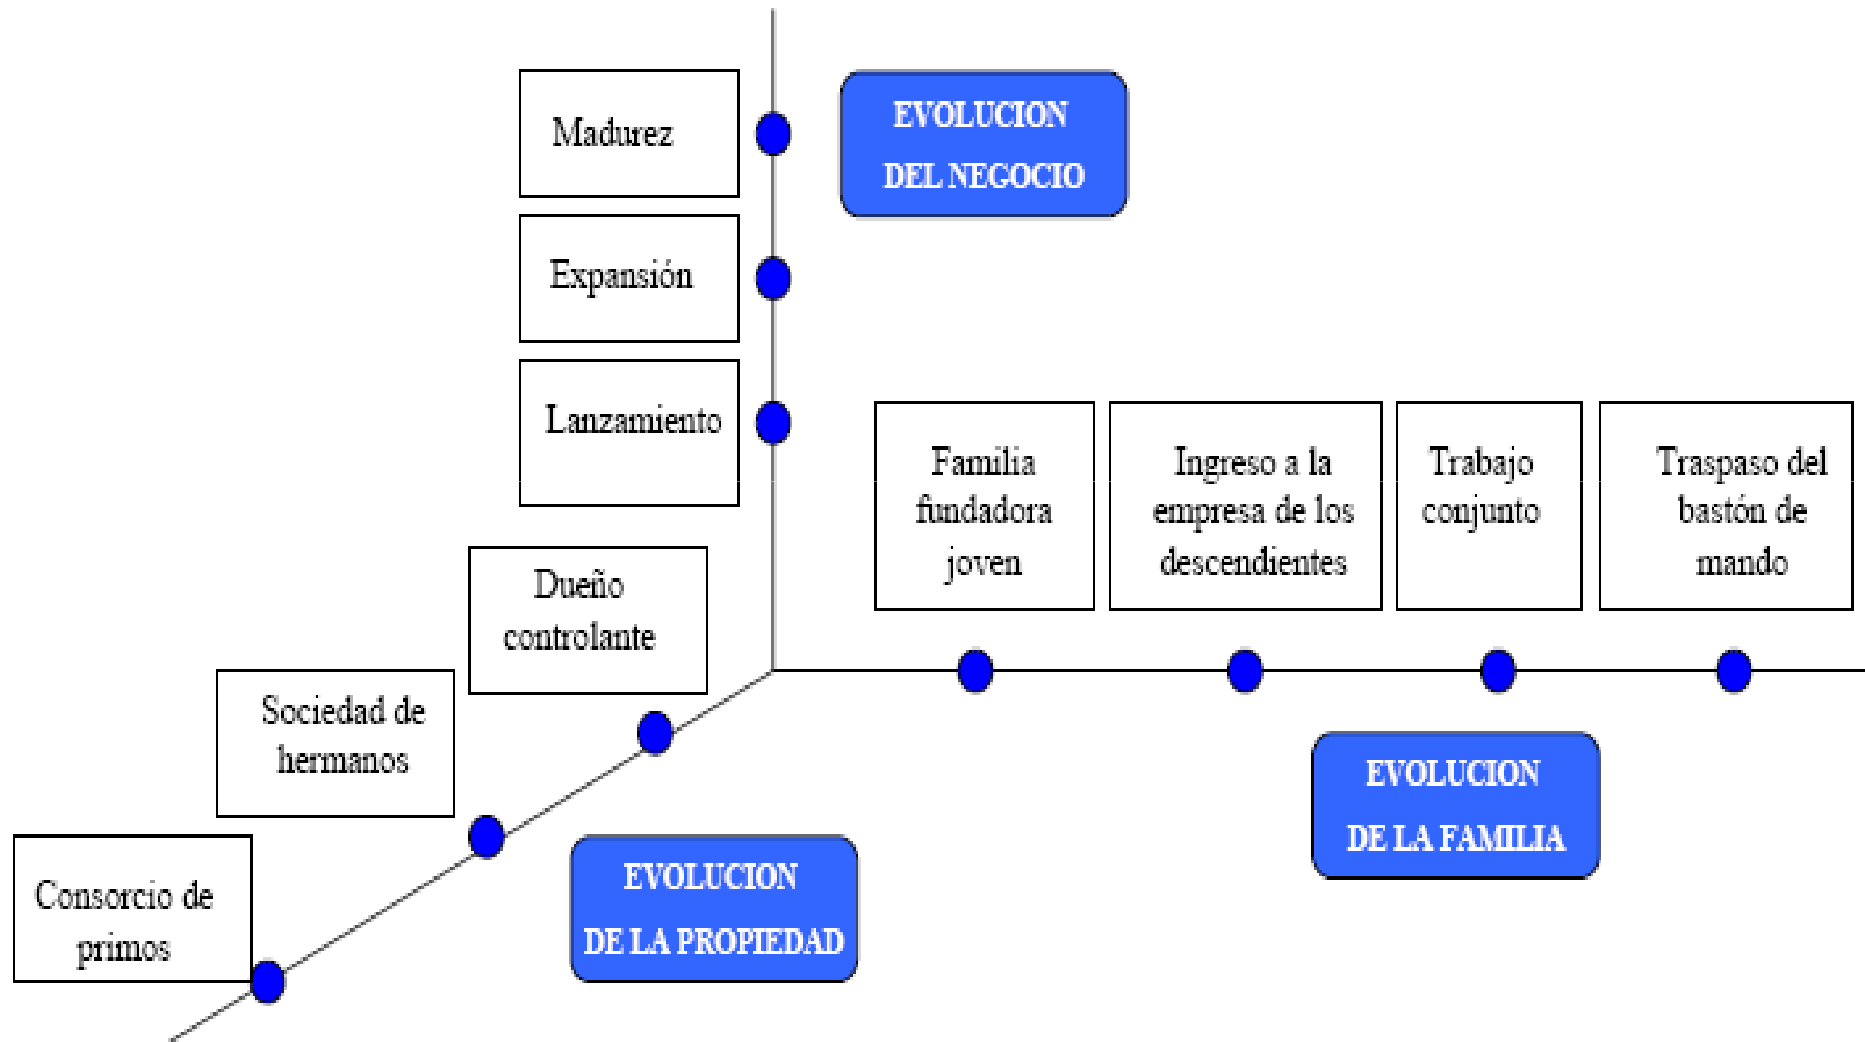 Madurez
EVOLUCION
DEL NEGOCIO
Expansión
Lanzamiento
Familia
fundadora
joven
Ingreso a la
empresa de los
descendientes
Trabajo
conjunto
Traspaso del
bastón de
mando
Dueño
controlante
Sociedad de
hermanos
Consorcio de
primos
EVOLUCION
DE LA PROPIEDAD
EVOLUCION
DE LA FAMILIA